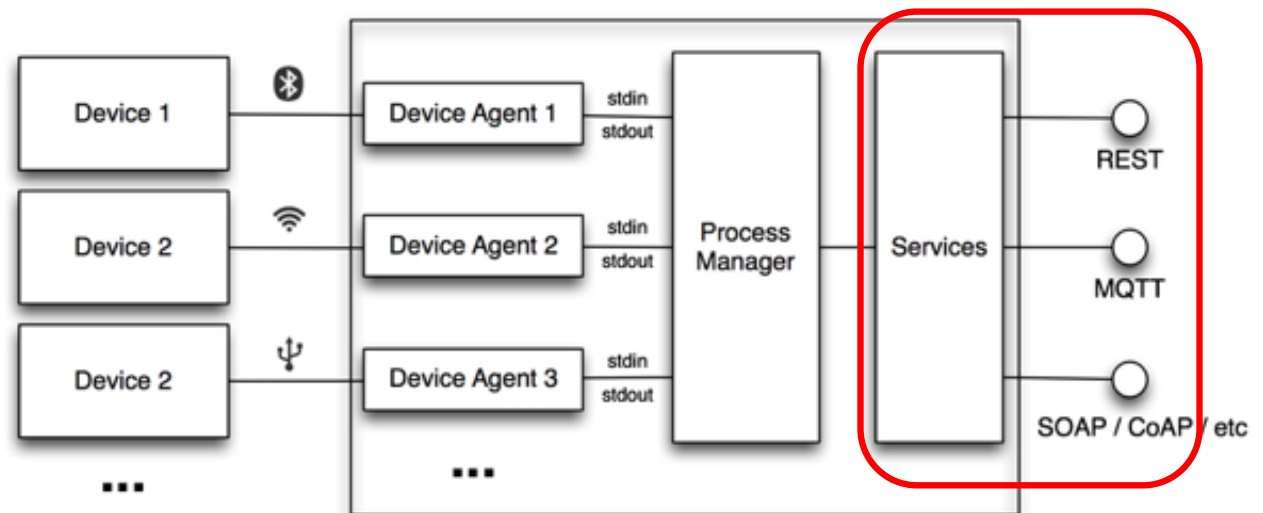 Device 1
Device Agent 1
stdin
stdout
REST
Device 2
Device Agent 2
stdin
stdout
Process
Manager
Services
MQTT
Device 2
Device Agent 3
stdin
stdout
SOAP / CoAP / etc
...
...